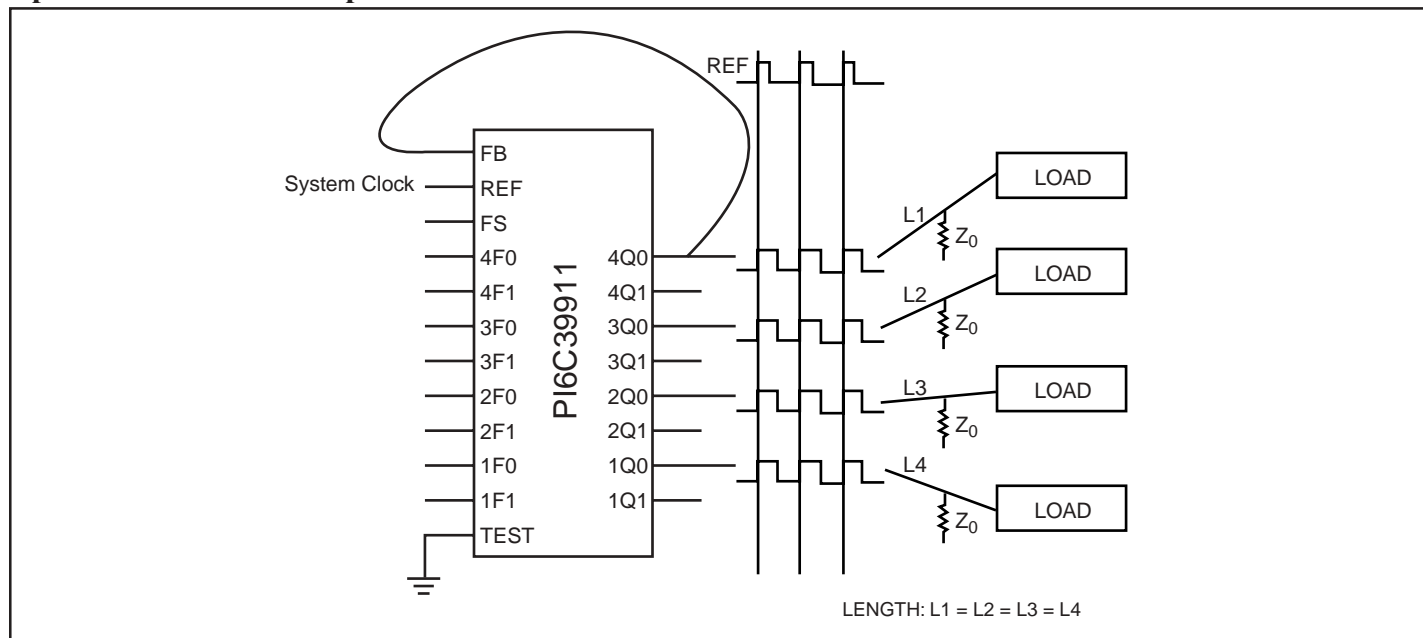 REF
FB
System Clock
REF
FS
4F0
4F1
3F0
3F1
2F0
2F1
1F0
1F1
TEST
PI6C39911
4Q0
4Q1
3Q0
3Q1
2Q0
2Q1
1Q0
1Q1
L1
Z0
LOAD
L2
Z0
LOAD
L3
Z0
LOAD
L4
Z0
LOAD
LENGTH: L1 = L2 = L3 = L4